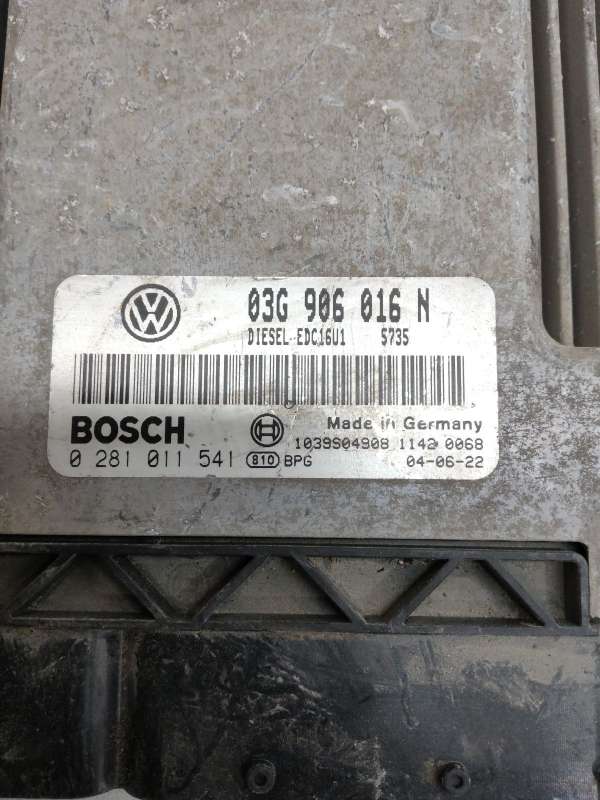 03G 906 016 N
DIESEL EDC16U1 5735
BOSCH
Made in Germany
1039S04908 1142 0068
0 281 011 541 810 BPG 04-06-22